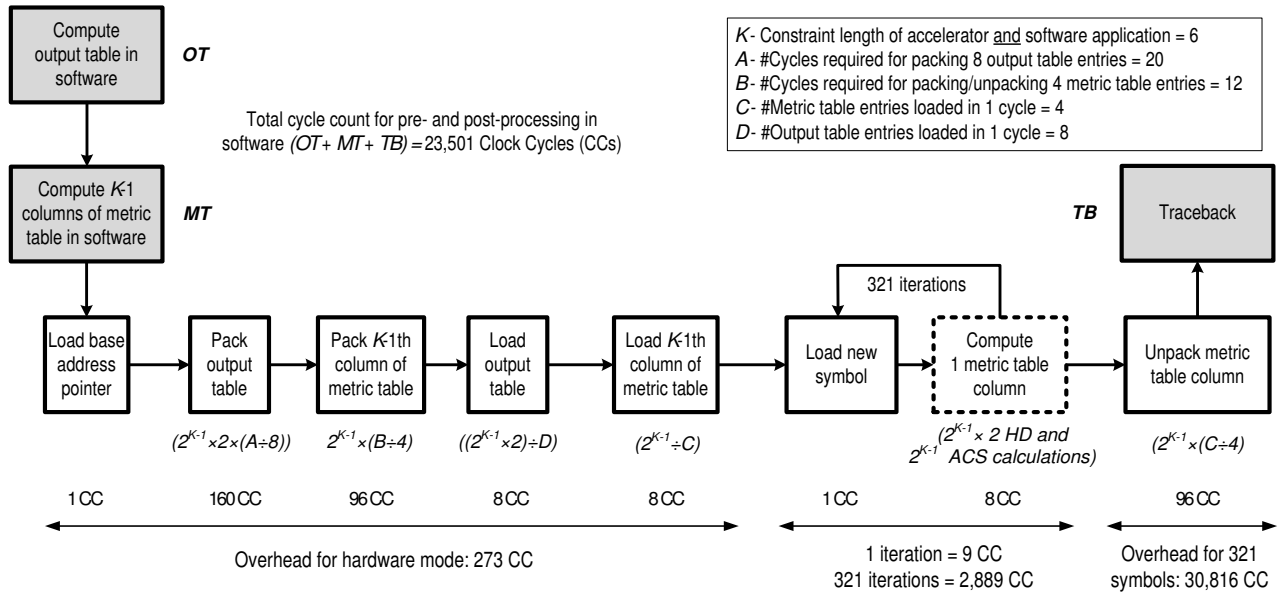 Compute
output table in
software
OT
K- Constraint length of accelerator and software application = 6
A- #Cycles required for packing 8 output table entries = 20
B- #Cycles required for packing/unpacking 4 metric table entries = 12
C- #Metric table entries loaded in 1 cycle = 4
D- #Output table entries loaded in 1 cycle = 8
Total cycle count for pre- and post-processing in
software (OT+ MT+ TB) = 23,501 Clock Cycles (CCs)
Compute K-1
columns of metric
table in software
MT
TB
Traceback
321 iterations
Load base
address
pointer
Pack
output
table
Pack K-1th
column of
metric table
Load
output
table
Load K-1th
column of
metric table
Load new
symbol
Compute
1 metric table
column
Unpack metric
table column
(2^{K-1}×2×(A÷8))
2^{K-1}×(B÷4)
((2^{K-1}×2)÷D)
(2^{K-1}÷C)
(2^{K-1}× 2 HD and
2^{K-1} ACS calculations)
(2^{K-1}×(C÷4)
1 CC
160 CC
96 CC
8 CC
8 CC
1 CC
8 CC
96 CC
Overhead for hardware mode: 273 CC
1 iteration = 9 CC
321 iterations = 2,889 CC
Overhead for 321
symbols: 30,816 CC